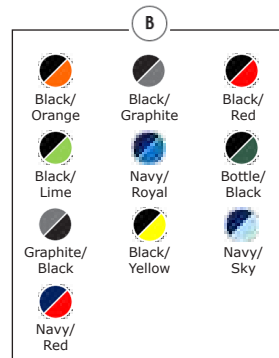 B
Black/
Orange
Black/
Graphite
Black/
Red
Black/
Lime
Navy/
Royal
Bottle/
Black
Graphite/
Black
Black/
Yellow
Navy/
Sky
Navy/
Red